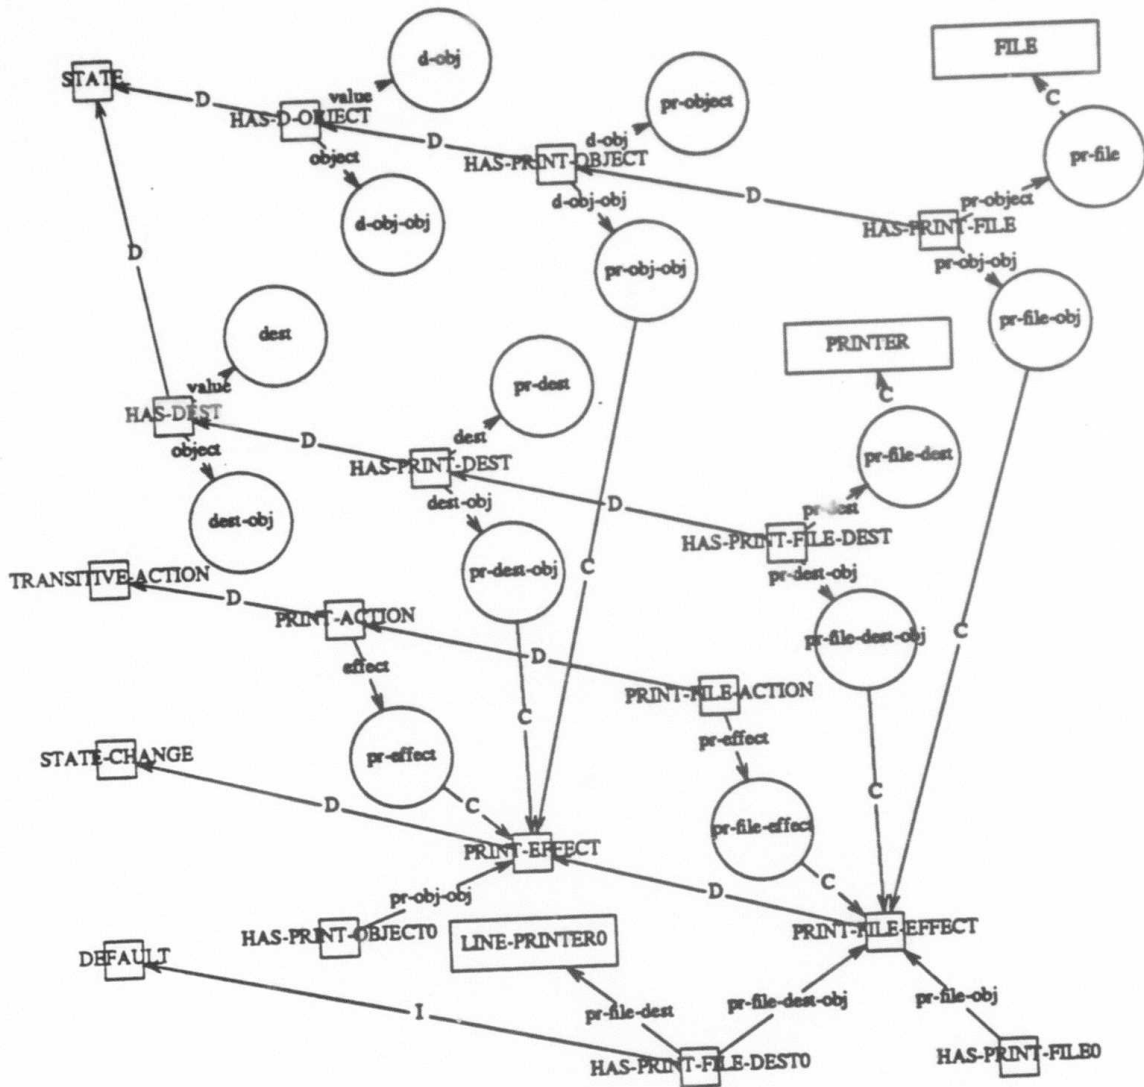 FILE
d-obj
STATE
value
C
D
HAS-D-OBJECT
pr-object
d-obj
D
object
HAS-PRINT-OBJECT
pr-file
d-obj-obj
D
pr-object
d-obj-obj
HAS-PRINT-FILE
D
pr-obj-obj
pr-obj-obj
pr-file-obj
dest
PRINTER
value
pr-dest
C
HAS-DEST
D
dest
object
HAS-PRINT-DEST
pr-file-dest
dest-obj
D
pr-dest
dest-obj
HAS-PRINT-FILE-DEST
pr-dest-obj
C
pr-dest-obj
TRANSITIVE-ACTION
D
PRINT-ACTION
pr-file-dest-obj
C
effect
D
PRINT-FILE-ACTION
C
pr-effect
STATE-CHANGE
pr-effect
C
D
C
pr-file-effect
PRINT-EFFECT
C
D
pr-obj-obj
HAS-PRINT-OBJECT0
LINE-PRINTER0
PRINT-FILE-EFFECT
DEFAULT
pr-file-dest
pr-file-dest-obj
pr-file-obj
I
HAS-PRINT-FILE-DEST0
HAS-PRINT-FILE0